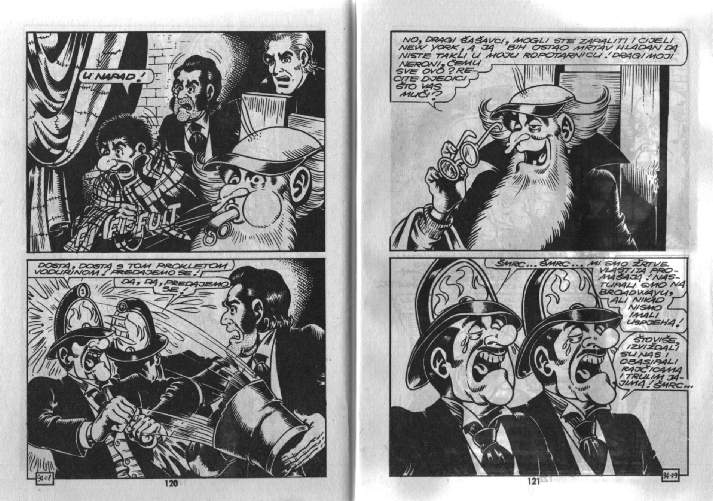 U NAPAD!
FI-FIJUT
DOSTA, DOSTA S TOM PROKLETOM
VODURINOM! PREDAJEMO SE!
DA, DA, PREDAJEMO
SE!
120
NO, DRAGI ŠAŠAVCI, MOGLI STE ZAPALITI I CIJELI
NEW YORK, A JA BIH OSTAO MRTAV HLADAN DA
NISTE TAKLI U MOJU ROPOTARNICU! DRAGI MOJI
NERONI, ČEMU
SVE OVO? RE-
CITE DJEDI,
ŠTO VAS
MUČI?
ŠMRC... ŠMRC...
MI SMO ŽRTVE
VLASTITA PRO-
MAŠAJA! NAS-
TUPALI SMO NA
BROADWAYU,
ALI NIKAD
NISMO
IMALI
USPJEHA!
ŠTOVIŠE,
IZVIŽDALI
SU NAS I
OBASIPALI
RAJČICAMA
I TRULIM JA-
JIMA! ŠMRC...
121